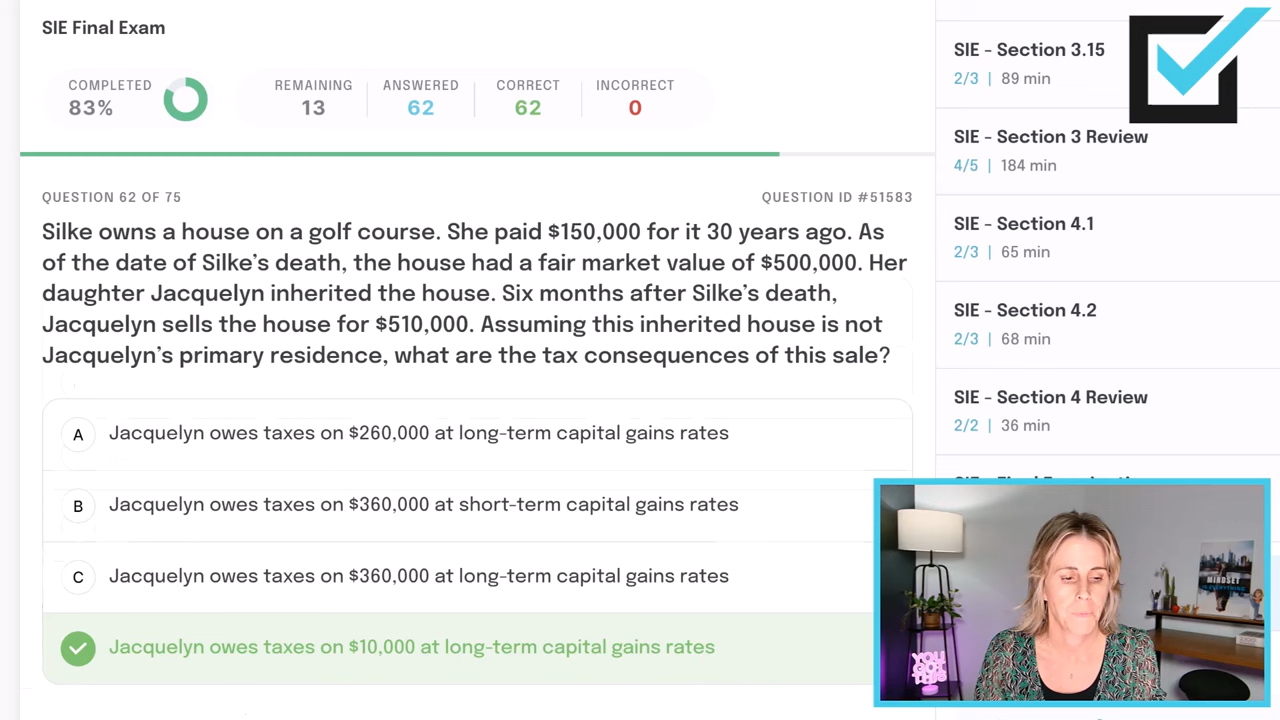 SIE Final Exam
COMPLETED
83%
REMAINING
13
ANSWERED
62
CORRECT
62
INCORRECT
0
QUESTION 62 OF 75
QUESTION ID #51583
Silke owns a house on a golf course. She paid $150,000 for it 30 years ago. As
of the date of Silke's death, the house had a fair market value of $500,000. Her
daughter Jacquelyn inherited the house. Six months after Silke's death,
Jacquelyn sells the house for $510,000. Assuming this inherited house is not
Jacquelyn's primary residence, what are the tax consequences of this sale?
A Jacquelyn owes taxes on $260,000 at long-term capital gains rates
B Jacquelyn owes taxes on $360,000 at short-term capital gains rates
C Jacquelyn owes taxes on $360,000 at long-term capital gains rates
Jacquelyn owes taxes on $10,000 at long-term capital gains rates
SIE - Section 3.15
2/3 | 89 min
SIE - Section 3 Review
4/5 | 184 min
SIE - Section 4.1
2/3 | 65 min
SIE - Section 4.2
2/3 | 68 min
SIE - Section 4 Review
2/2 | 36 min
MINDSET
YOU
GOT
THIS